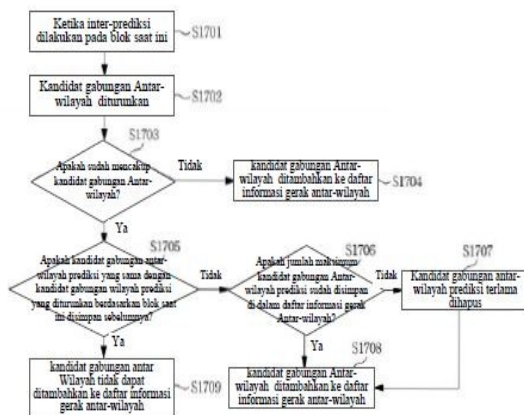 Ketika inter-prediksi
dilakukan pada blok saat ini
S1701
Kandidat gabungan Antar-
wilayah diturunkan
S1702
S1703
Apakah sudah mencakup
kandidat gabungan Antar-
wilayah?
Tidak
kandidat gabungan Antar-
wilayah ditambahkan ke daftar
informasi gerak antar-wilayah
S1704
Ya
S1705
Apakah kandidat gabungan antar-
wilayah prediksi yang sama dengan
kandidat gabungan wilayah prediksi
yang diturunkan berdasarkan blok saat
ini disimpan sebelumnya?
Tidak
S1706
Apakah jumlah maksimum
kandidat gabungan Antar-
wilayah prediksi sudah disimpan
di dalam daftar informasi gerak
Antar-wilayah?
Tidak
S1707
Kandidat gabungan antar-
wilayah prediksi terlama
dihapus
Ya
Ya
S1708
kandidat gabungan Antar-
wilayah ditambahkan ke daftar
informasi gerak antar-wilayah
kandidat gabungan antar
Wilayah tidak dapat
ditambahkan ke daftar informasi
gerak antar-wilayah
S1709